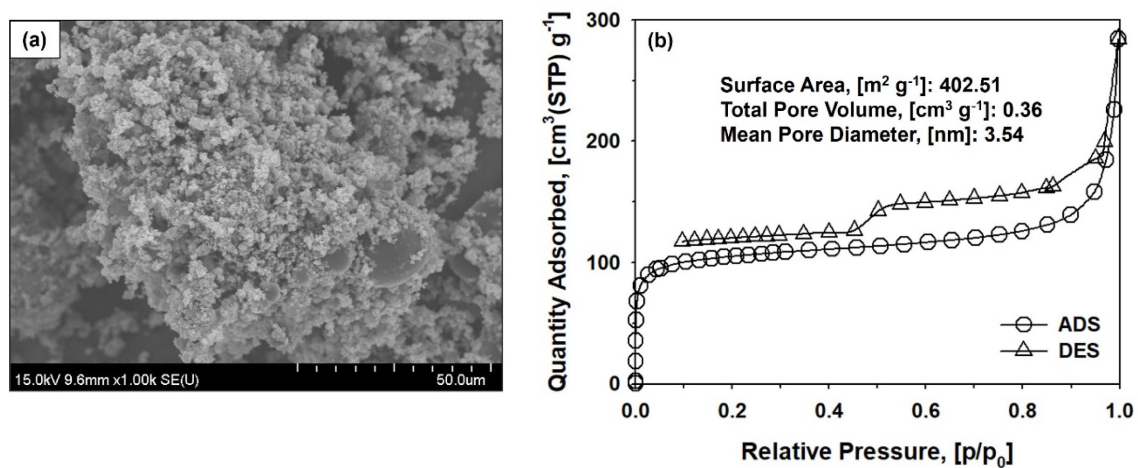 (a)
15.0kV 9.6mm x1.00k SE(U)
50.0um
(b)
Surface Area, [m² g⁻¹]: 402.51
Total Pore Volume, [cm³ g⁻¹]: 0.36
Mean Pore Diameter, [nm]: 3.54
Quantity Adsorbed, [cm³(STP) g⁻¹]
300
200
100
0
ADS
DES
0.0 0.2 0.4 0.6 0.8 1.0
Relative Pressure, [p/p₀]